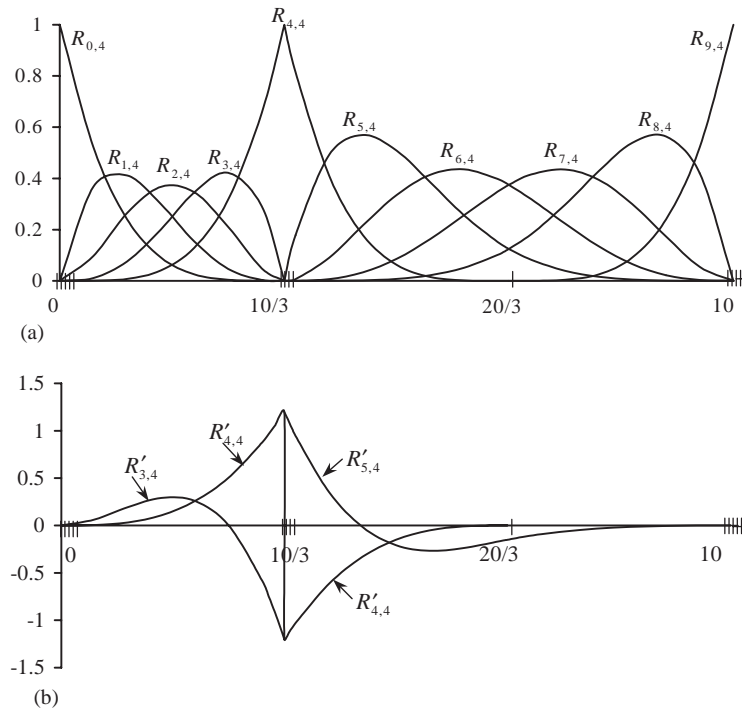 1
R0,4
R4,4
R9,4
0.8
0.6
R5,4
R8,4
0.4
R1,4
R2,4
R3,4
R6,4
R7,4
0.2
0
0
10/3
20/3
10
(a)
1.5
1
R′4,4
R′3,4
R′5,4
0.5
0
0
10/3
20/3
10
-0.5
R′4,4
-1
-1.5
(b)